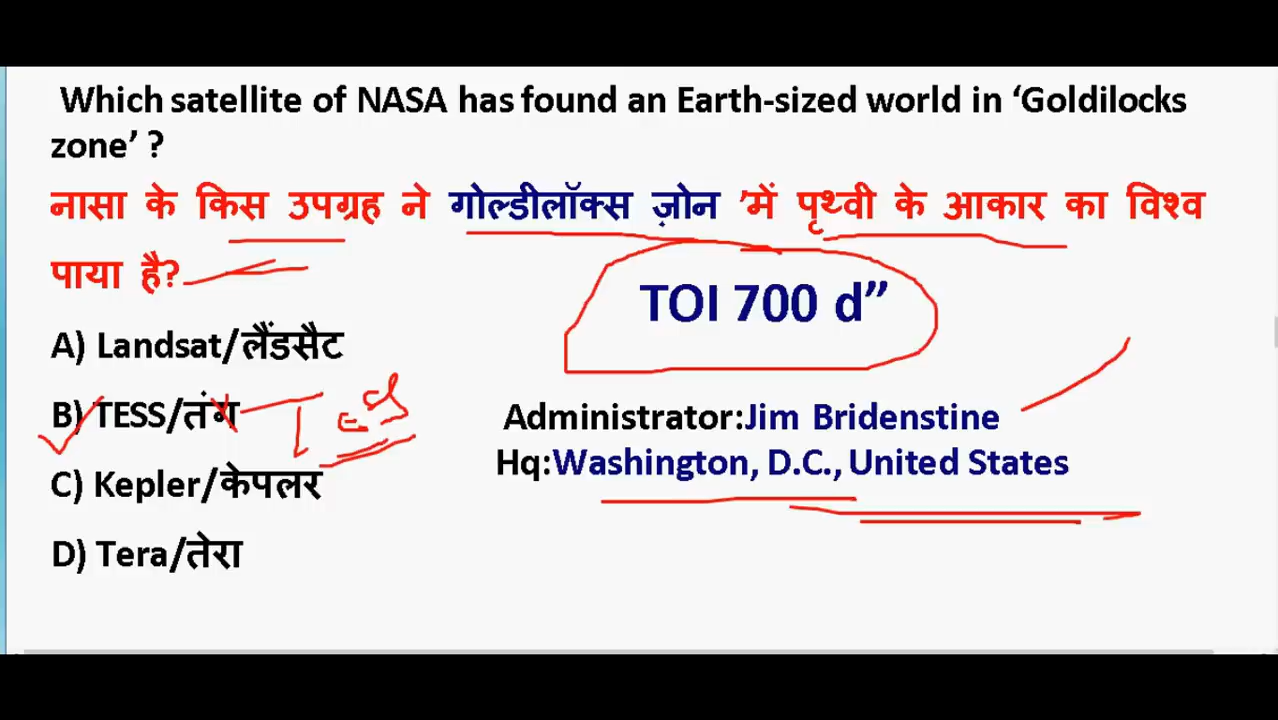 Which satellite of NASA has found an Earth-sized world in ‘Goldilocks
zone’ ?
नासा के किस उपग्रह ने गोल्डीलॉक्स ज़ोन ’में पृथ्वी के आकार का विश्व
पाया है?
TOI 700 d”
A) Landsat/लैंडसैट
B) TESS/तंग
C) Kepler/केपलर
D) Tera/तेरा
Administrator:Jim Bridenstine
Hq:Washington, D.C., United States